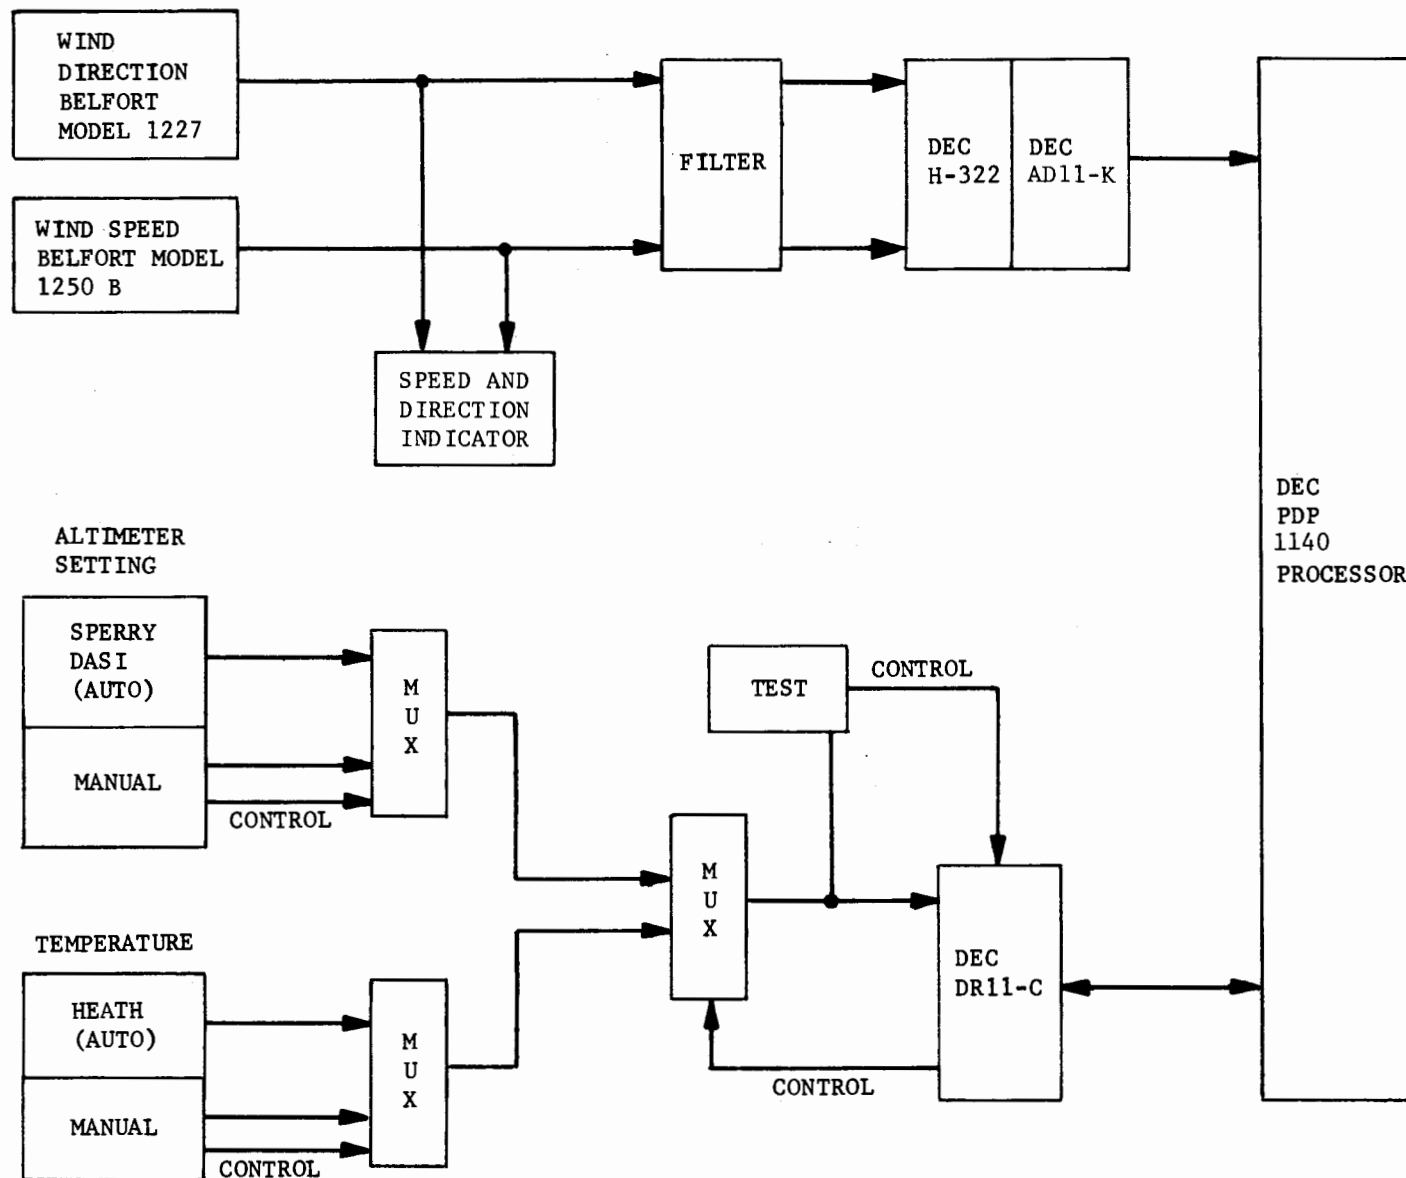 WIND
DIRECTION
BELFORT
MODEL 1227
WIND SPEED
BELFORT MODEL
1250 B
FILTER
DEC
H-322
DEC
AD11-K
SPEED AND
DIRECTION
INDICATOR
DEC
PDP
1140
PROCESSOR
ALTIMETER
SETTING
SPERRY
DASI
(AUTO)
MANUAL
CONTROL
M
U
X
TEST
CONTROL
M
U
X
DEC
DR11-C
CONTROL
TEMPERATURE
HEATH
(AUTO)
MANUAL
CONTROL
M
U
X